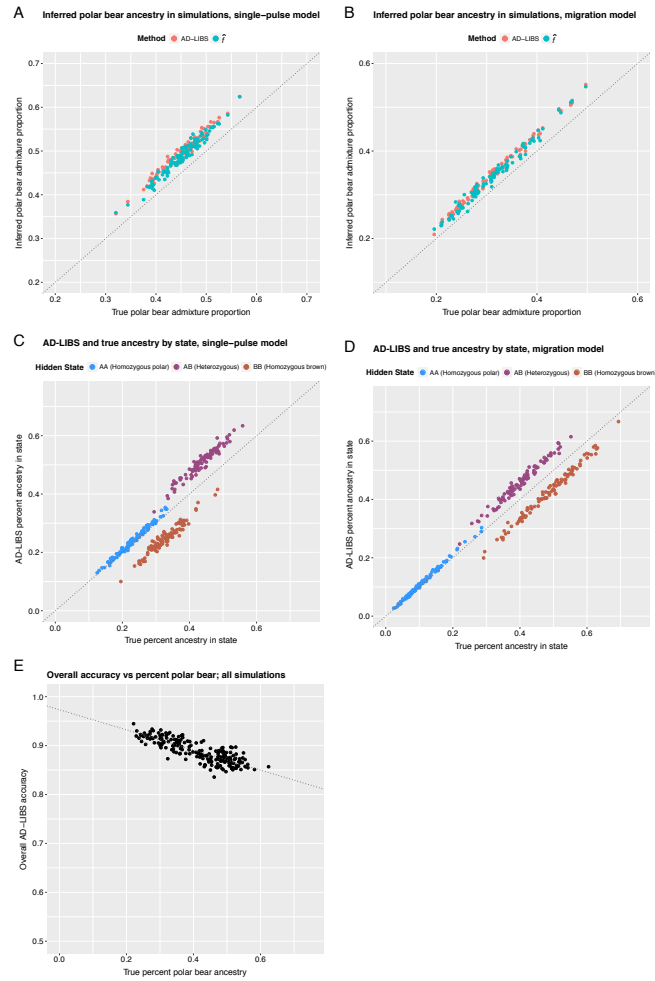 A
Inferred polar bear ancestry in simulations, single−pulse model
Method AD−LIBS f̂
Inferred polar bear admixture proportion
0.7
0.6
0.5
0.4
0.3
0.2
0.2 0.3 0.4 0.5 0.6 0.7
True polar bear admixture proportion
B
Inferred polar bear ancestry in simulations, migration model
Method AD−LIBS f̂
Inferred polar bear admixture proportion
0.6
0.4
0.2
0.2 0.4 0.6
True polar bear admixture proportion
C
AD-LIBS and true ancestry by state, single−pulse model
Hidden State AA (Homozygous polar) AB (Heterozygous) BB (Homozygous brown)
AD-LIBS percent ancestry in state
0.6
0.4
0.2
0.0
0.0 0.2 0.4 0.6
True percent ancestry in state
D
AD-LIBS and true ancestry by state, migration model
Hidden State AA (Homozygous polar) AB (Heterozygous) BB (Homozygous brown
AD-LIBS percent ancestry in state
0.6
0.4
0.2
0.0
0.0 0.2 0.4 0.6
True percent ancestry in state
E
Overall accuracy vs percent polar bear; all simulations
Overall AD−LIBS accuracy
1.0
0.9
0.8
0.7
0.6
0.5
0.0 0.2 0.4 0.6
True percent polar bear ancestry